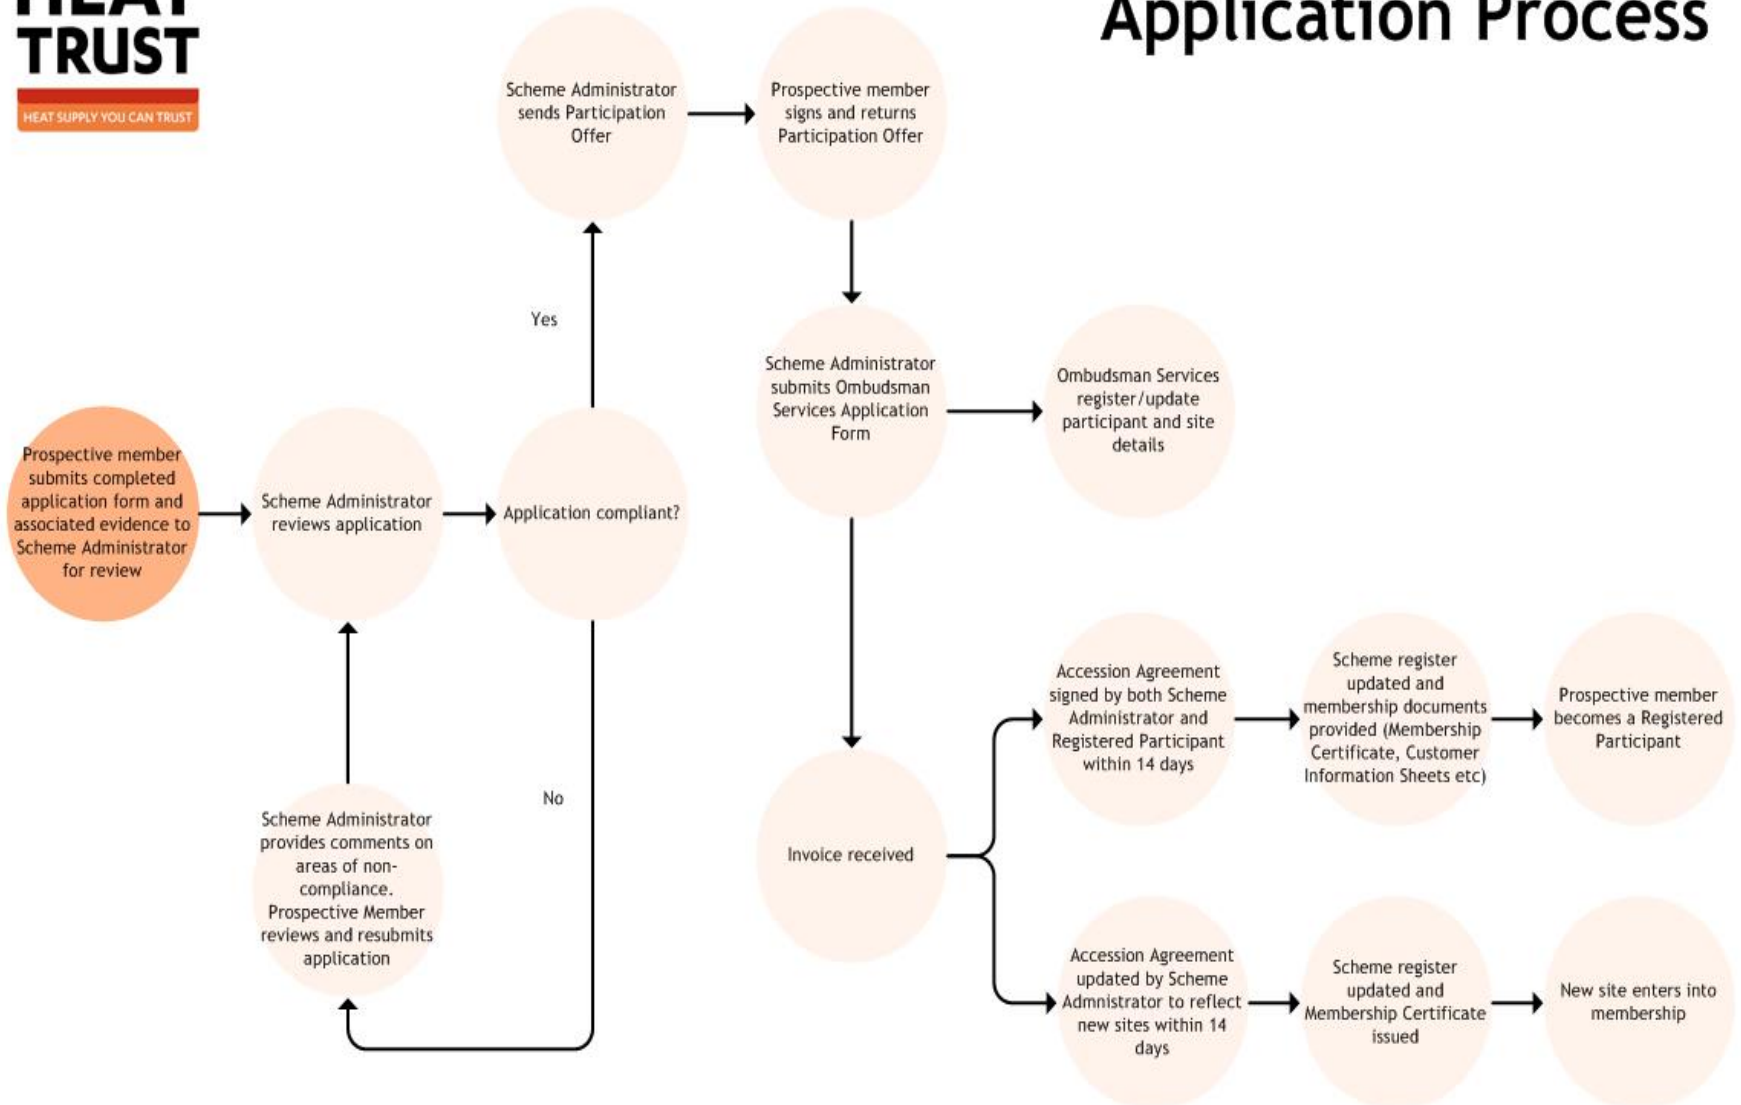 HEAT
TRUST
HEAT SUPPLY YOU CAN TRUST
Application Process
Scheme Administrator
sends Participation
Offer
Prospective member
signs and returns
Participation Offer
Yes
Scheme Administrator
submits Ombudsman
Services Application
Form
Ombudsman Services
register/update
participant and site
details
Prospective member
submits completed
application form and
associated evidence to
Scheme Administrator
for review
Scheme Administrator
reviews application
Application compliant?
No
Scheme Administrator
provides comments on
areas of non-
compliance.
Prospective Member
reviews and resubmits
application
Invoice received
Accession Agreement
signed by both Scheme
Administrator and
Registered Participant
within 14 days
Scheme register
updated and
membership documents
provided (Membership
Certificate, Customer
Information Sheets etc)
Prospective member
becomes a Registered
Participant
Accession Agreement
updated by Scheme
Admnistrator to reflect
new sites within 14
days
Scheme register
updated and
Membership Certificate
issued
New site enters into
membership